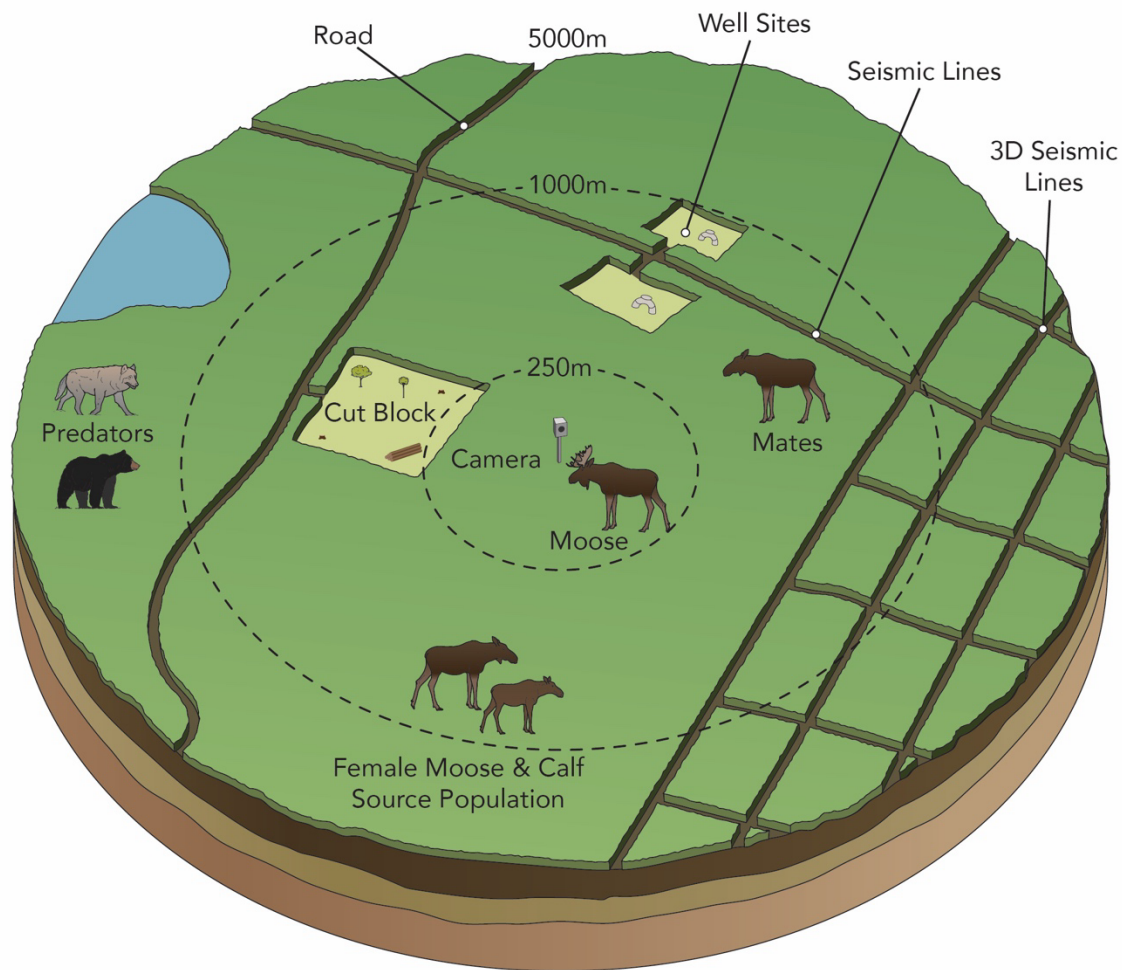 Road
5000m
Well Sites
Seismic Lines
3D Seismic
Lines
1000m
250m
Cut Block
Predators
Camera
Mates
Moose
Female Moose & Calf
Source Population